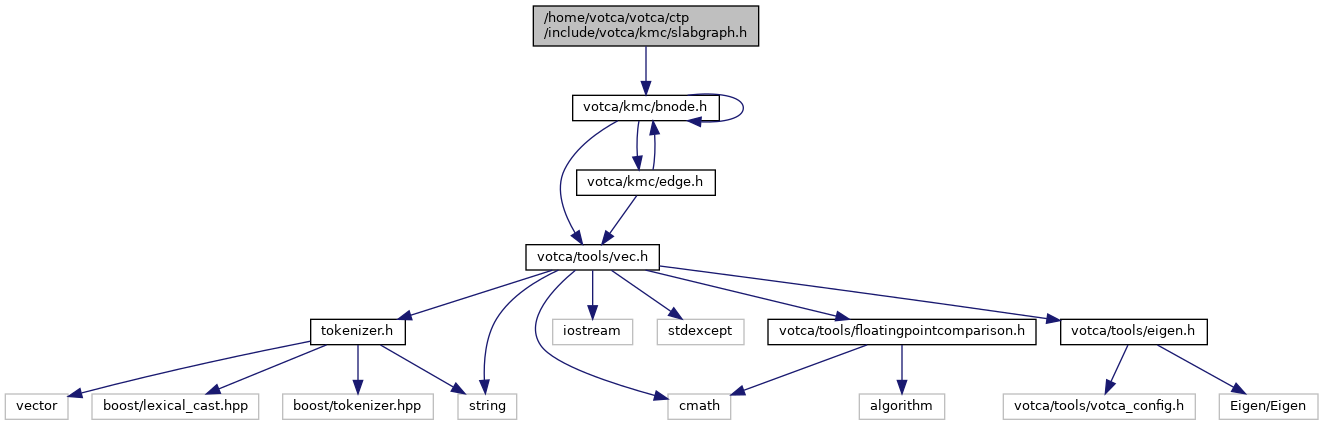 /home/votca/votca/ctp
/include/votca/kmc/slabgraph.h
votca/kmc/bnode.h
votca/kmc/edge.h
votca/tools/vec.h
tokenizer.h
iostream
stdexcept
votca/tools/floatingpointcomparison.h
votca/tools/eigen.h
vector
boost/lexical_cast.hpp
boost/tokenizer.hpp
string
cmath
algorithm
votca/tools/votca_config.h
Eigen/Eigen